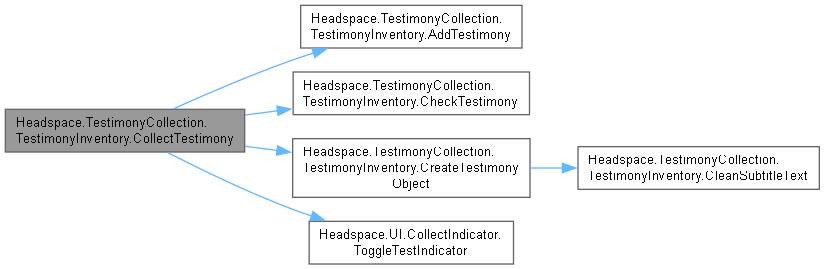 Headspace.TestimonyCollection.
TestimonyInventory.AddTestimony
Headspace.TestimonyCollection.
TestimonyInventory.CheckTestimony
Headspace.TestimonyCollection.
TestimonyInventory.CollectTestimony
Headspace.TestimonyCollection.
TestimonyInventory.CreateTestimony
Object
Headspace.TestimonyCollection.
TestimonyInventory.CleanSubtitleText
Headspace.UI.CollectIndicator.
ToggleTestIndicator